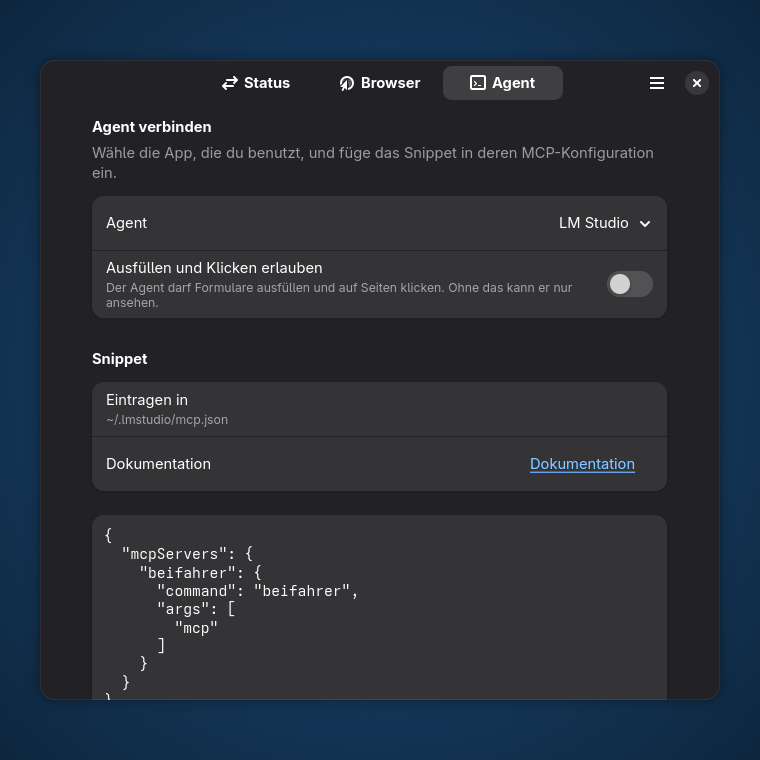 Status
Browser
Agent
Agent verbinden
Wähle die App, die du benutzt, und füge das Snippet in deren MCP-Konfiguration
ein.
Agent
LM Studio
Ausfüllen und Klicken erlauben
Der Agent darf Formulare ausfüllen und auf Seiten klicken. Ohne das kann er nur
ansehen.
Snippet
Eintragen in
~/.lmstudio/mcp.json
Dokumentation
Dokumentation
{
  "mcpServers": {
    "beifahrer": {
      "command": "beifahrer",
      "args": [
        "mcp"
      ]
    }
  }
}